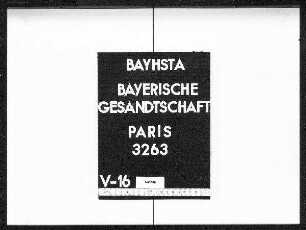 BAYHSTA
BAYERISCHE
GESANDTSCHAFT
PARIS
3263
V-16